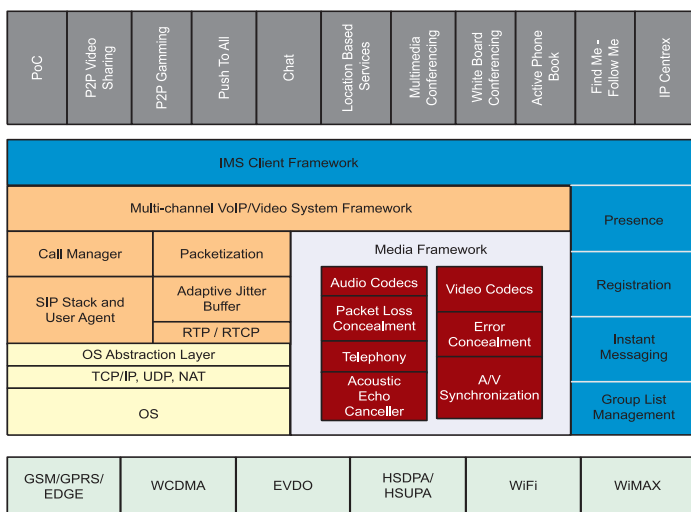 PoC
P2P Video
Sharing
P2P Gamming
Push To All
Chat
Location Based
Services
Multimedia
Conferencing
White Board
Conferencing
Active Phone
Book
Find Me -
Follow Me
IP Centrex
IMS Client Framework
Multi-channel VoIP/Video System Framework
Call Manager
Packetization
SIP Stack and
User Agent
Adaptive Jitter
Buffer
RTP / RTCP
OS Abstraction Layer
TCP/IP, UDP, NAT
OS
Media Framework
Audio Codecs
Packet Loss
Concealment
Telephony
Acoustic
Echo
Canceller
Video Codecs
Error
Concealment
A/V
Synchronization
Presence
Registration
Instant
Messaging
Group List
Management
GSM/GPRS/
EDGE
WCDMA
EVDO
HSDPA/
HSUPA
WiFi
WiMAX